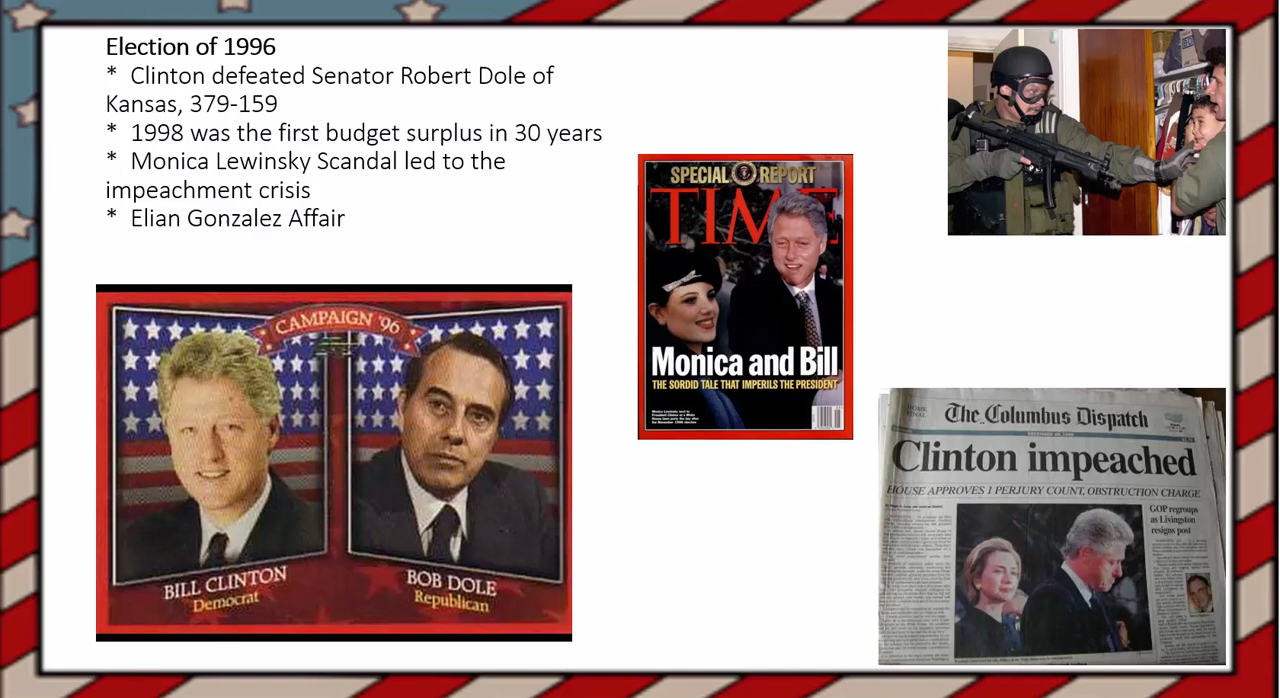 Election of 1996
* Clinton defeated Senator Robert Dole of
Kansas, 379-159
* 1998 was the first budget surplus in 30 years
* Monica Lewinsky Scandal led to the
impeachment crisis
* Elian Gonzalez Affair
SPECIAL REPORT
TIME
Monica and Bill
THE SORDID TALE THAT IMPERILS THE PRESIDENT
CAMPAIGN '96
BILL CLINTON
Democrat
BOB DOLE
Republican
HOME
FINAL
The Columbus Dispatch
Clinton impeached
HOUSE APPROVES 1 PERJURY COUNT, OBSTRUCTION CHARGE
GOP regroups
as Livingston
resigns post